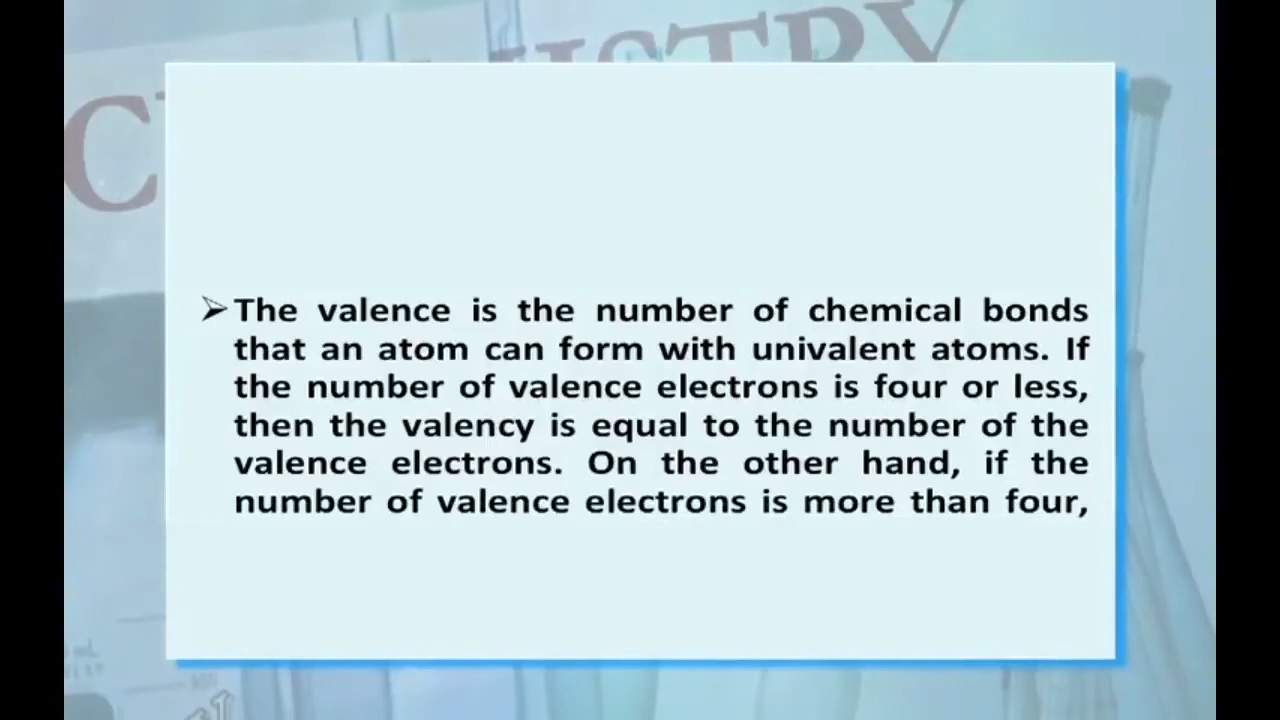 ➢The valence is the number of chemical bonds
that an atom can form with univalent atoms. If
the number of valence electrons is four or less,
then the valency is equal to the number of the
valence electrons. On the other hand, if the
number of valence electrons is more than four,